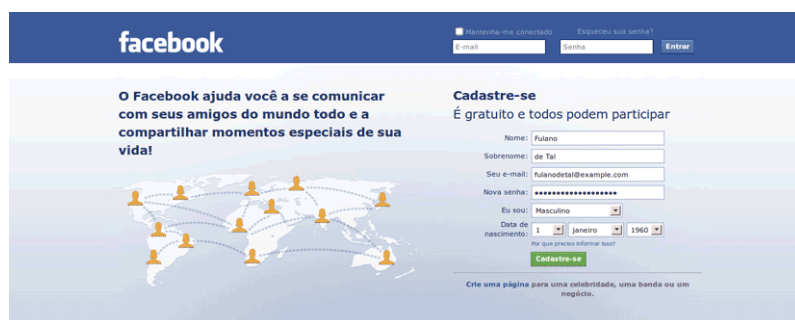 facebook
Mantenha-me conectado
Esqueceu sua senha?
E-mail
Senha
Entrar
O Facebook ajuda você a se comunicar
com seus amigos do mundo todo e a
compartilhar momentos especiais de sua
vida!
Cadastre-se
É gratuito e todos podem participar
Nome: Fulano
Sobrenome: de Tal
Seu e-mail: fulanodetal@example.com
Nova senha: •••••••••••••••••••
Eu sou: Masculino
Data de
nascimento: 1 janeiro 1960
Por que preciso informar isso?
Cadastre-se
Crie uma página para uma celebridade, uma banda ou um
negócio.